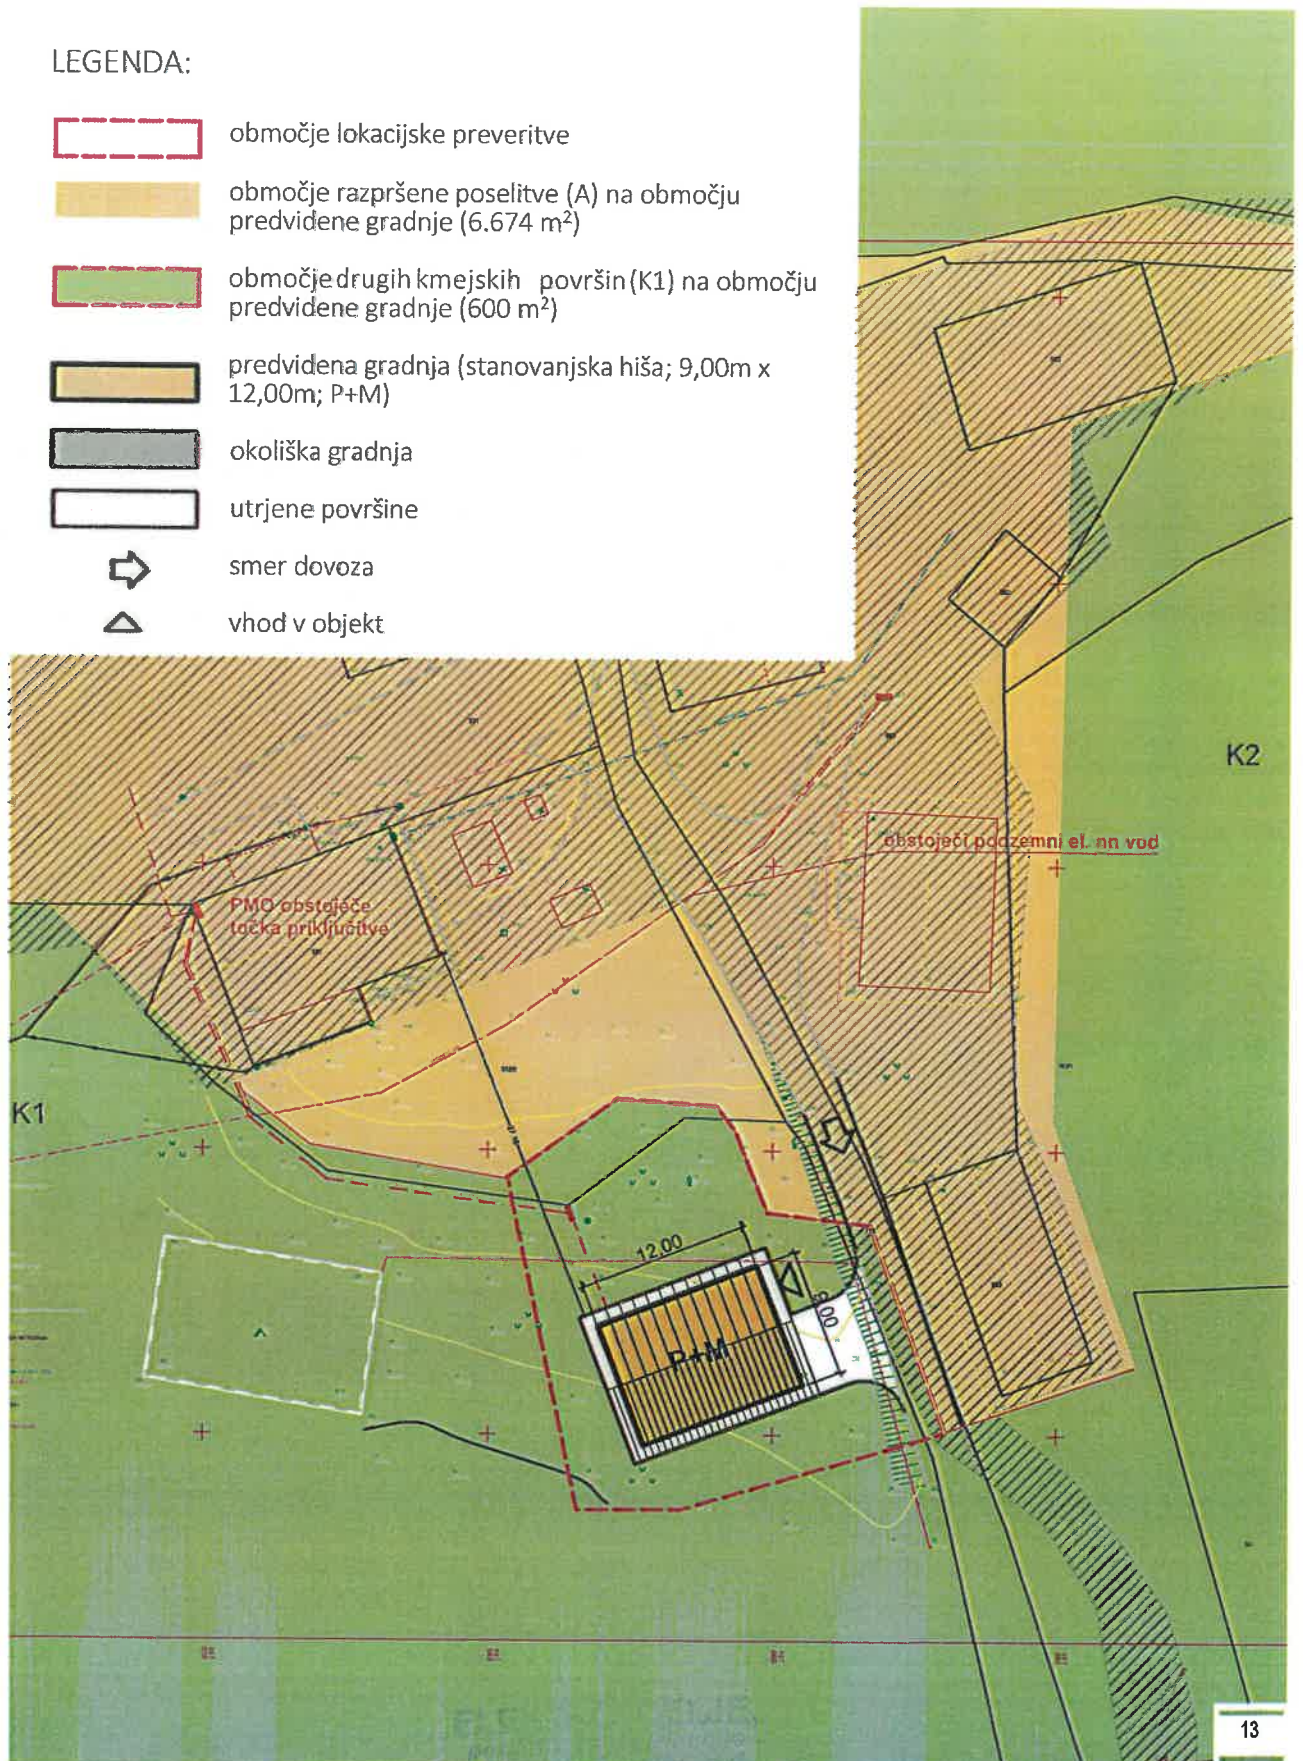 LEGENDA:
območje lokacijske preveritve
območje razpršene poselitve (A) na območju
predvidene gradnje (6.674 m²)
območje drugih kmejskih površin (K1) na območju
predvidene gradnje (600 m²)
predvidena gradnja (stanovanjska hiša; 9,00m x
12,00m; P+M)
okoliška gradnja
utrjene površine
smer dovoza
vhod v objekt
K2
obstoječi podzemni el. nn vod
PMO obstoječe
točka priključitve
K1
12,00
9,00
P+M
13